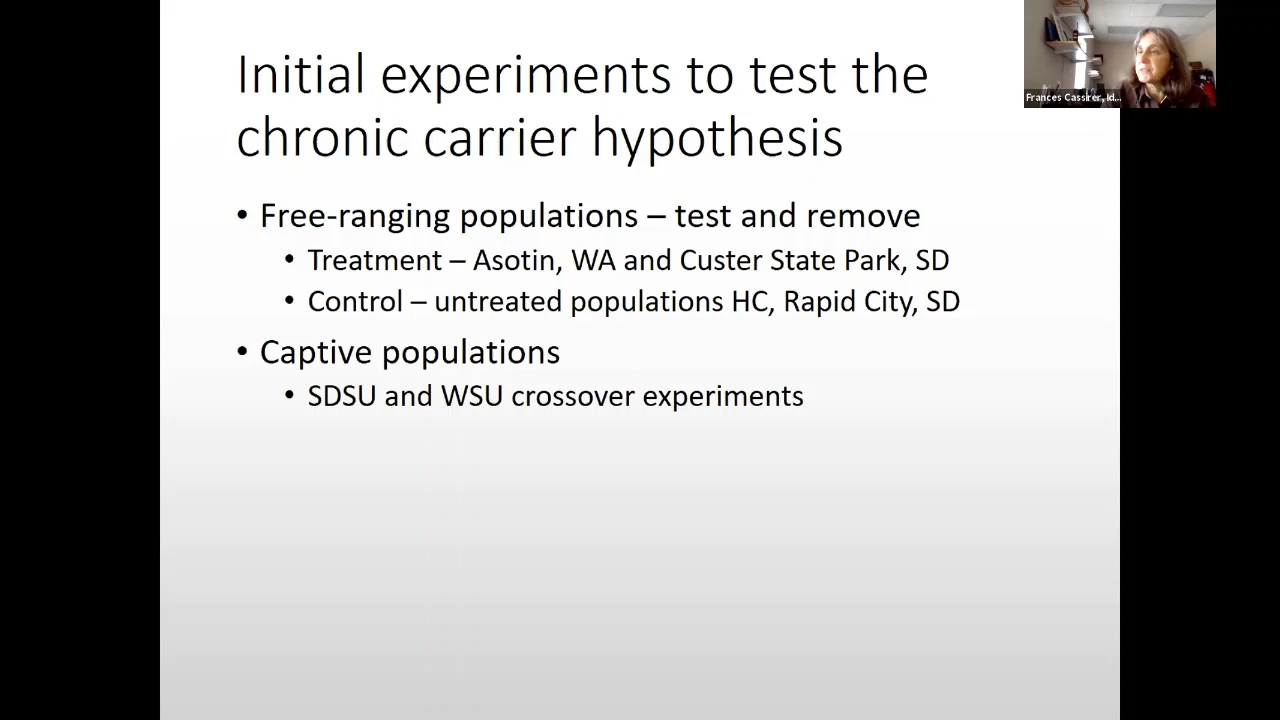 Initial experiments to test the
chronic carrier hypothesis
• Free-ranging populations – test and remove
• Treatment – Asotin, WA and Custer State Park, SD
• Control – untreated populations HC, Rapid City, SD
• Captive populations
• SDSU and WSU crossover experiments
Frances Cassirer, Id...